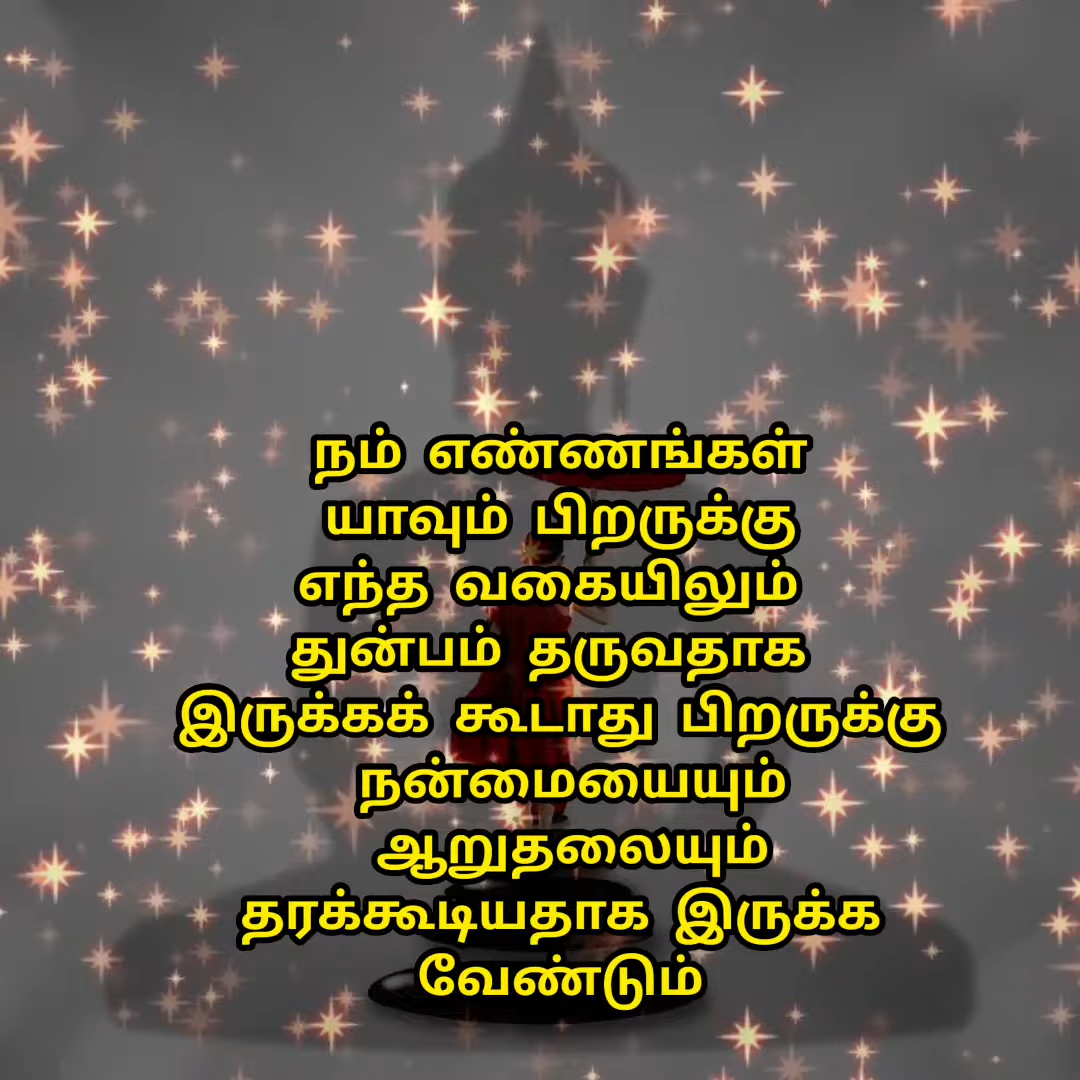 நம் எண்ணங்கள்
யாவும் பிறருக்கு
எந்த வகையிலும்
துன்பம் தருவதாக
இருக்கக் கூடாது பிறருக்கு
நன்மையையும்
ஆறுதலையும்
தரக்கூடியதாக இருக்க
வேண்டும்